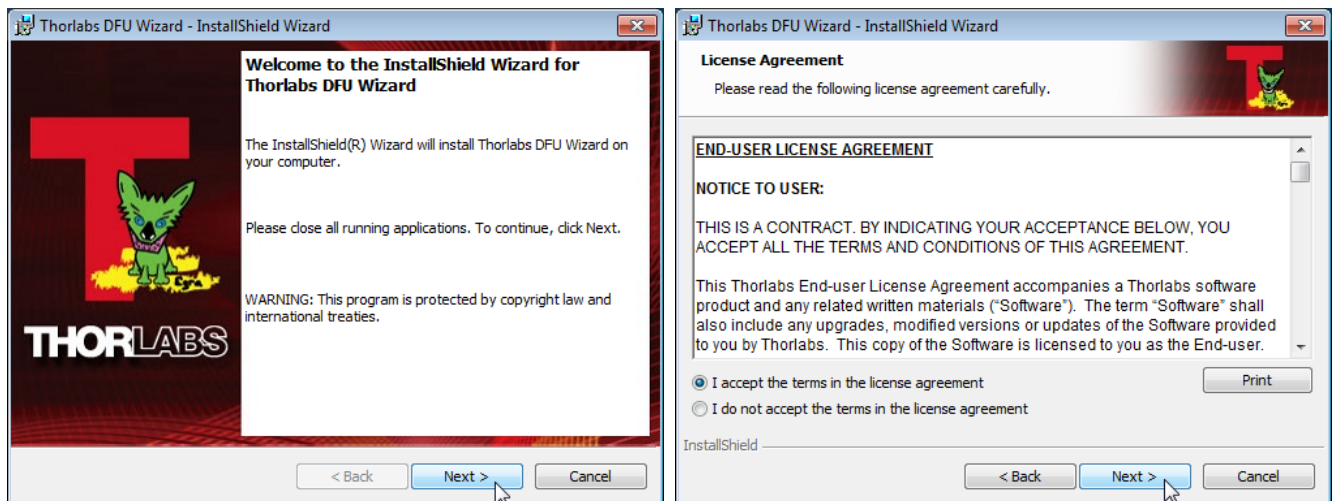 Thorlabs DFU Wizard - InstallShield Wizard
Welcome to the InstallShield Wizard for
Thorlabs DFU Wizard
The InstallShield(R) Wizard will install Thorlabs DFU Wizard on
your computer.
Please close all running applications. To continue, click Next.
WARNING: This program is protected by copyright law and
international treaties.
T
THORLABS
< Back
Next >
Cancel
Thorlabs DFU Wizard - InstallShield Wizard
License Agreement
Please read the following license agreement carefully.
END-USER LICENSE AGREEMENT
NOTICE TO USER:
THIS IS A CONTRACT. BY INDICATING YOUR ACCEPTANCE BELOW, YOU
ACCEPT ALL THE TERMS AND CONDITIONS OF THIS AGREEMENT.
This Thorlabs End-user License Agreement accompanies a Thorlabs software
product and any related written materials (“Software”). The term “Software” shall
also include any upgrades, modified versions or updates of the Software provided
to you by Thorlabs. This copy of the Software is licensed to you as the End-user.
I accept the terms in the license agreement
Print
I do not accept the terms in the license agreement
InstallShield
< Back
Next >
Cancel